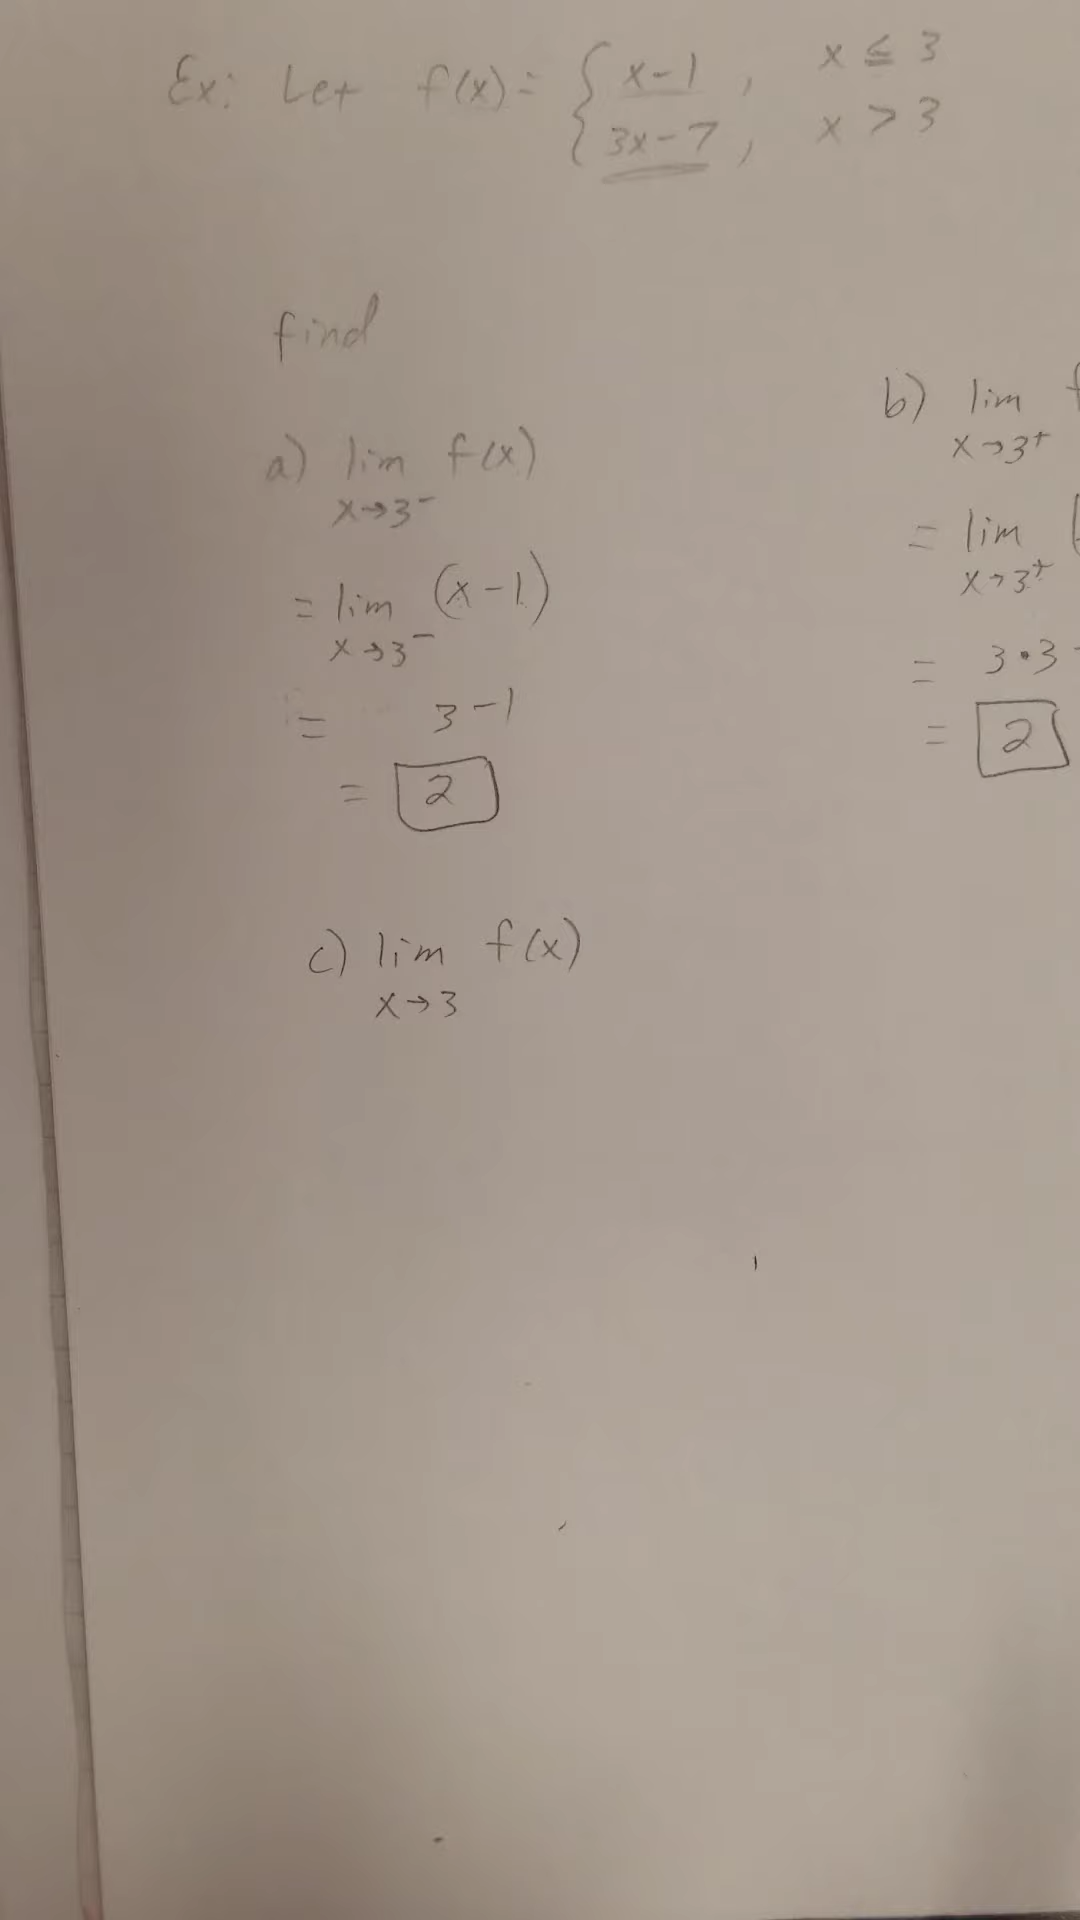 Ex: Let f(x) = { x-1, x ≤ 3
3x-7, x > 3
find
a) lim f(x)
x→3⁻
= lim (x-1)
x→3⁻
= 3-1
= 2
b) lim f
x→3⁺
= lim (
x→3⁺
= 3•3-
= 2
c) lim f(x)
x→3